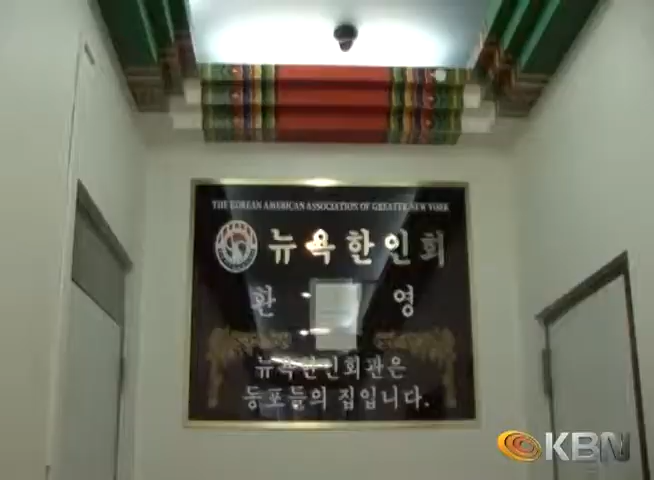 THE KOREAN AMERICAN ASSOCIATION OF GREATER NEW YORK
뉴욕한인회
환 영
뉴욕한인회관은
동포들의 집입니다.
KBN